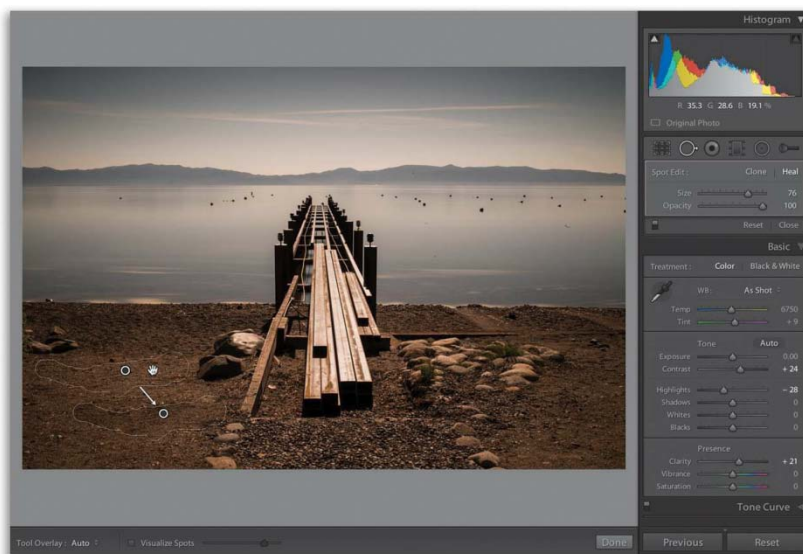 Histogram
R 35.3 G 28.6 B 19.1 %
Original Photo
Spot Edit : Clone | Heal
Size 76
Opacity 100
Reset Close
Basic
Treatment : Color Black & White
WB : As Shot
Temp 6750
Tint + 9
Tone Auto
Exposure 0.00
Contrast + 24
Highlights − 28
Shadows 0
Whites 0
Blacks 0
Presence
Clarity + 21
Vibrance 0
Saturation 0
Tone Curve
Tool Overlay : Auto Visualize Spots Done Previous Reset